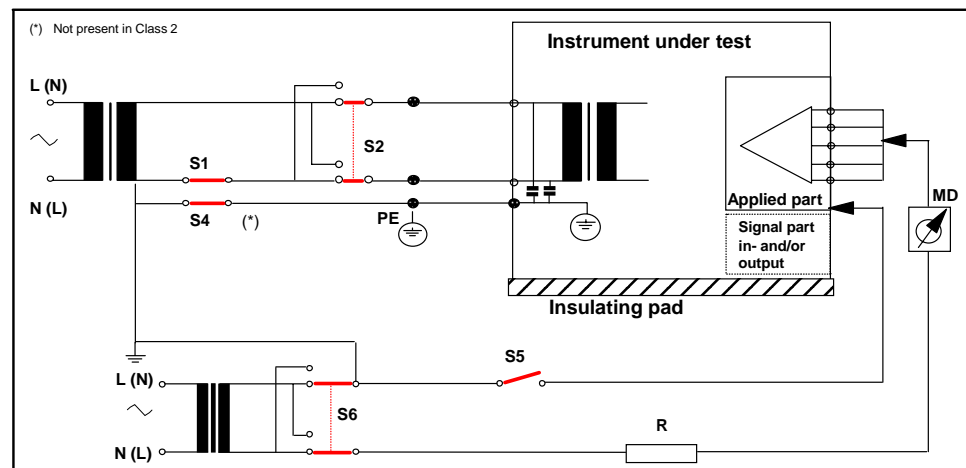 (*) Not present in Class 2
Instrument under test
L (N)
S1
S2
N (L)
S4
(*)
PE
Applied part
MD
Signal part
in- and/or
output
Insulating pad
S5
L (N)
S6
R
N (L)